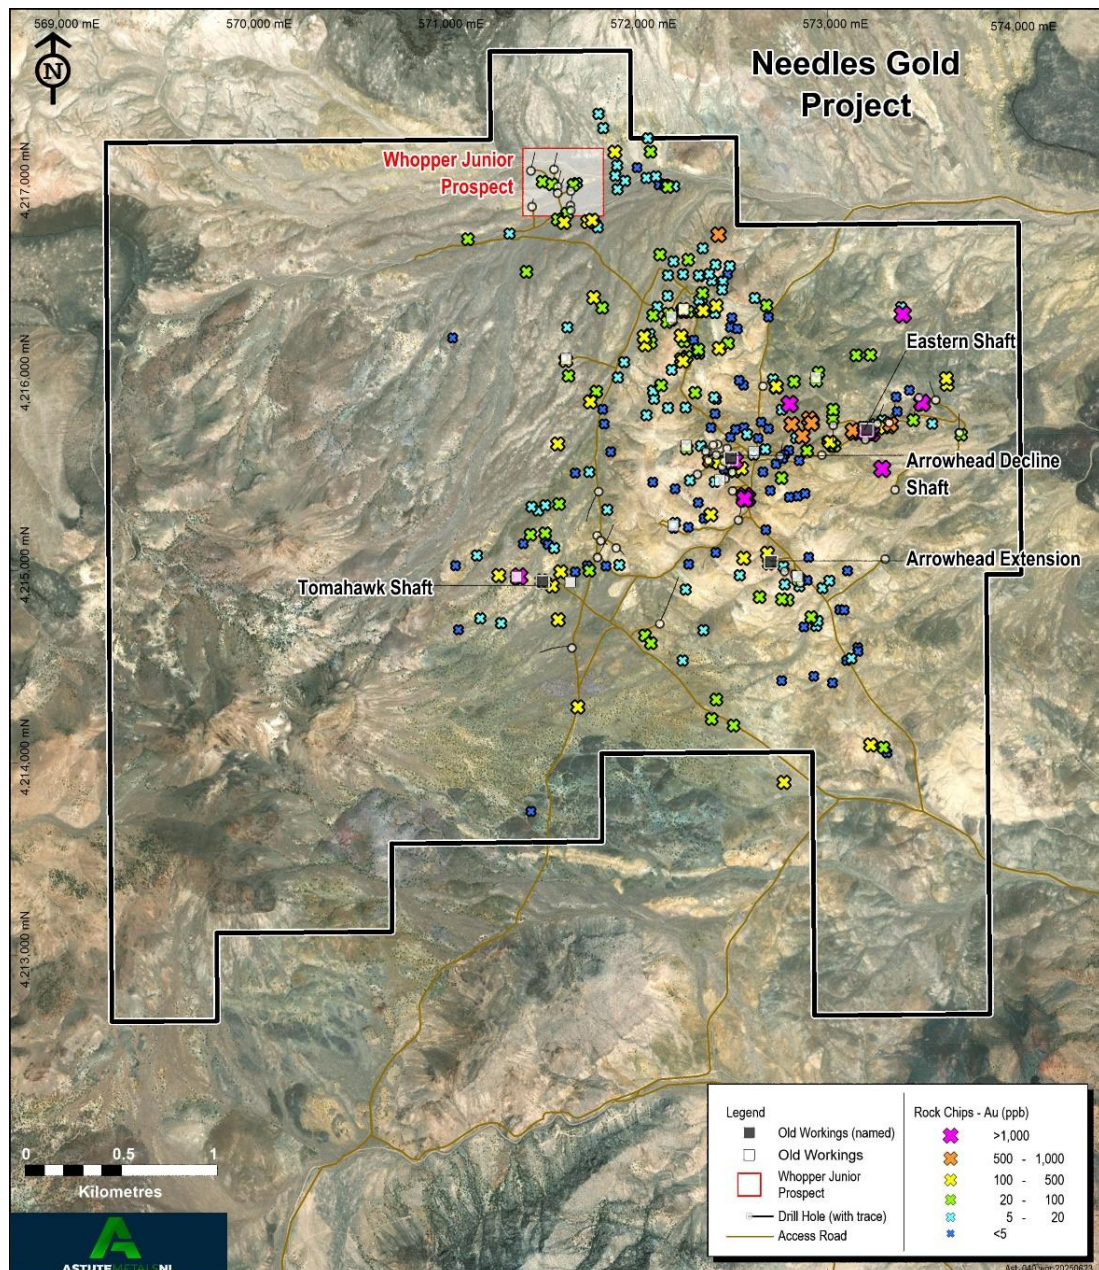 569,000 mE
570,000 mE
571,000 mE
572,000 mE
573,000 mE
574,000 mE
N
Needles Gold
Project
4,217,000 mN
Whopper Junior
Prospect
4,216,000 mN
Eastern Shaft
Arrowhead Decline
Shaft
4,215,000 mN
Arrowhead Extension
Tomahawk Shaft
4,214,000 mN
4,213,000 mN
Legend
Old Workings (named)
Old Workings
Whopper Junior
Prospect
Drill Hole (with trace)
Access Road
Rock Chips - Au (ppb)
>1,000
500 - 1,000
100 - 500
20 - 100
5 - 20
<5
0 0.5 1
Kilometres
ASTUTE METALS NL